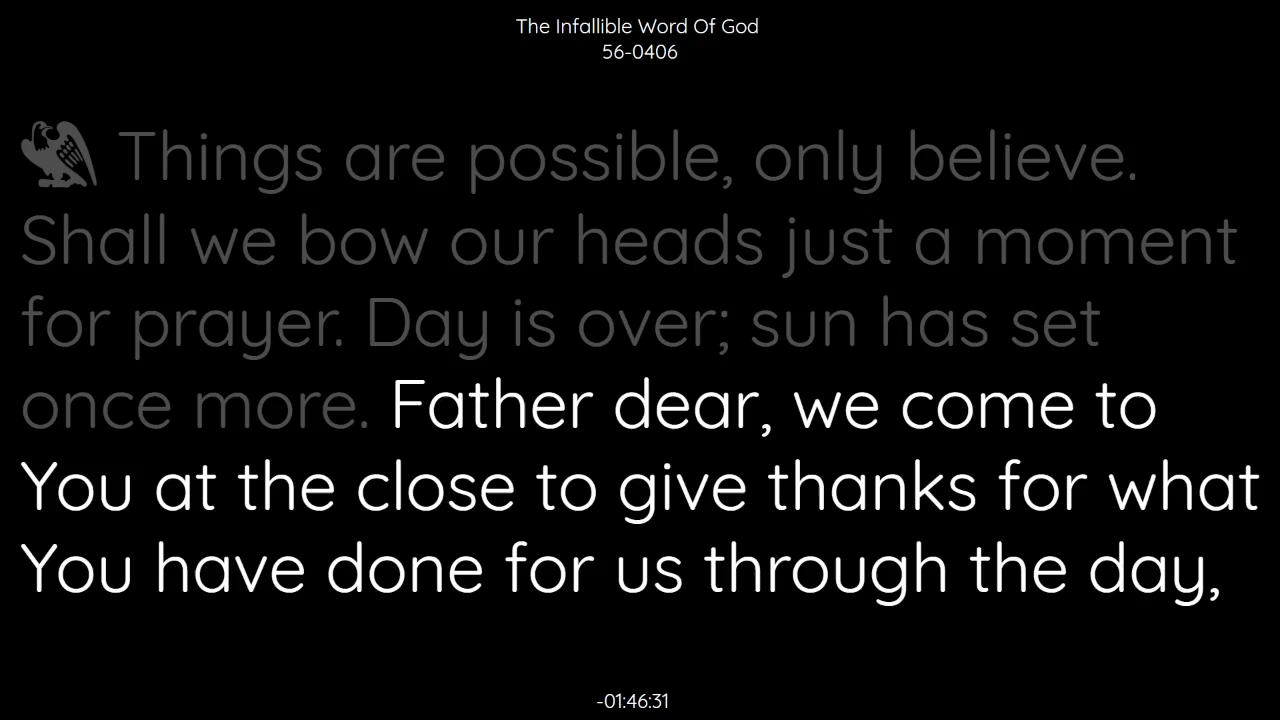 The Infallible Word Of God
56-0406
Things are possible, only believe.
Shall we bow our heads just a moment
for prayer. Day is over; sun has set
once more. Father dear, we come to
You at the close to give thanks for what
You have done for us through the day,
-01:46:31